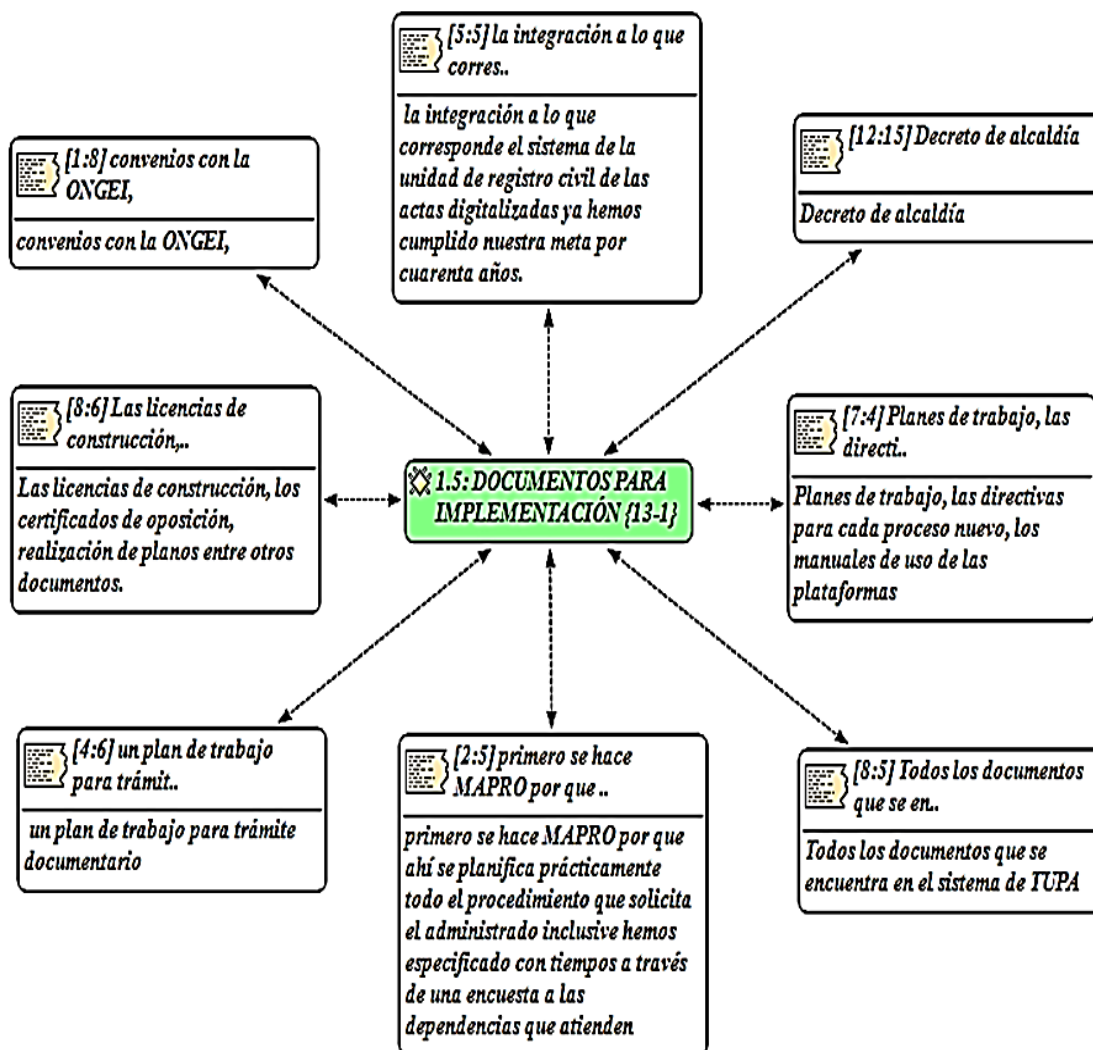 [5:5] la integración a lo que
corres..
la integración a lo que
corresponde el sistema de la
unidad de registro civil de las
actas digitalizadas ya hemos
cumplido nuestra meta por
cuarenta años.
[1:8] convenios con la
ONGEI,
convenios con la ONGEI,
[12:15] Decreto de alcaldía
Decreto de alcaldía
[8:6] Las licencias de
construcción,..
Las licencias de construcción, los
certificados de oposición,
realización de planos entre otros
documentos.
1.5: DOCUMENTOS PARA
IMPLEMENTACIÓN {13-1}
[7:4] Planes de trabajo, las
directi..
Planes de trabajo, las directivas
para cada proceso nuevo, los
manuales de uso de las
plataformas
[4:6] un plan de trabajo
para trámit..
un plan de trabajo para trámite
documentario
[2:5] primero se hace
MAPRO por que ..
primero se hace MAPRO por que
ahí se planifica prácticamente
todo el procedimiento que solicita
el administrado inclusive hemos
especificado con tiempos a través
de una encuesta a las
dependencias que atienden
[8:5] Todos los documentos
que se en..
Todos los documentos que se
encuentra en el sistema de TUPA